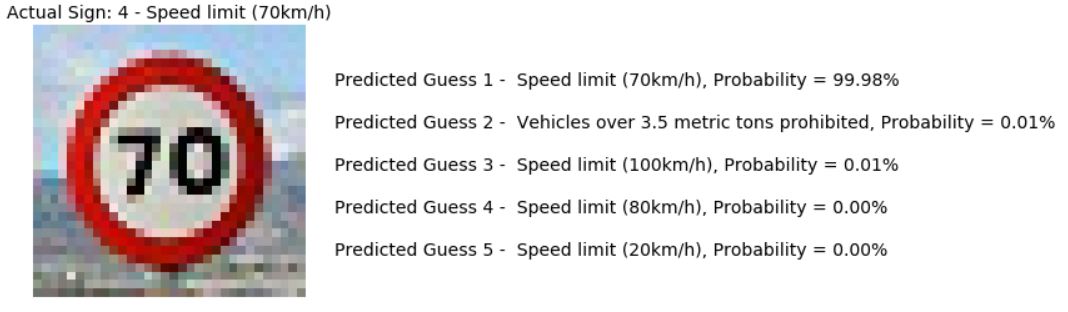 Actual Sign: 4 - Speed limit (70km/h)
70
Predicted Guess 1 -  Speed limit (70km/h), Probability = 99.98%
Predicted Guess 2 -  Vehicles over 3.5 metric tons prohibited, Probability = 0.01%
Predicted Guess 3 -  Speed limit (100km/h), Probability = 0.01%
Predicted Guess 4 -  Speed limit (80km/h), Probability = 0.00%
Predicted Guess 5 -  Speed limit (20km/h), Probability = 0.00%